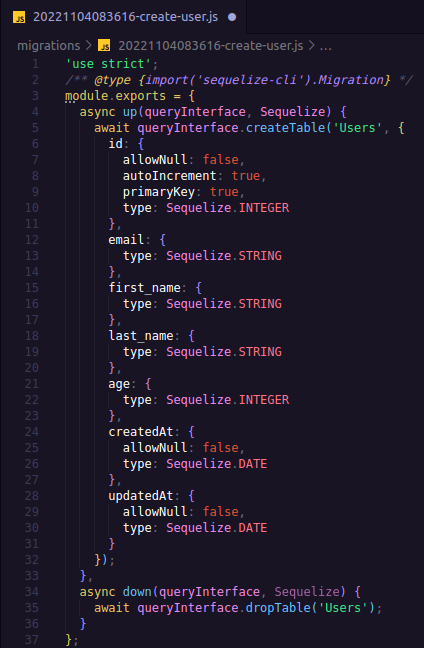 JS 20221104083616-create-user.js
migrations > JS 20221104083616-create-user.js > ...
1 'use strict';
2 /** @type {import('sequelize-cli').Migration} */
3 module.exports = {
4   async up(queryInterface, Sequelize) {
5     await queryInterface.createTable('Users', {
6       id: {
7         allowNull: false,
8         autoIncrement: true,
9         primaryKey: true,
10         type: Sequelize.INTEGER
11       },
12       email: {
13         type: Sequelize.STRING
14       },
15       first_name: {
16         type: Sequelize.STRING
17       },
18       last_name: {
19         type: Sequelize.STRING
20       },
21       age: {
22         type: Sequelize.INTEGER
23       },
24       createdAt: {
25         allowNull: false,
26         type: Sequelize.DATE
27       },
28       updatedAt: {
29         allowNull: false,
30         type: Sequelize.DATE
31       }
32     });
33   },
34   async down(queryInterface, Sequelize) {
35     await queryInterface.dropTable('Users');
36   }
37 };